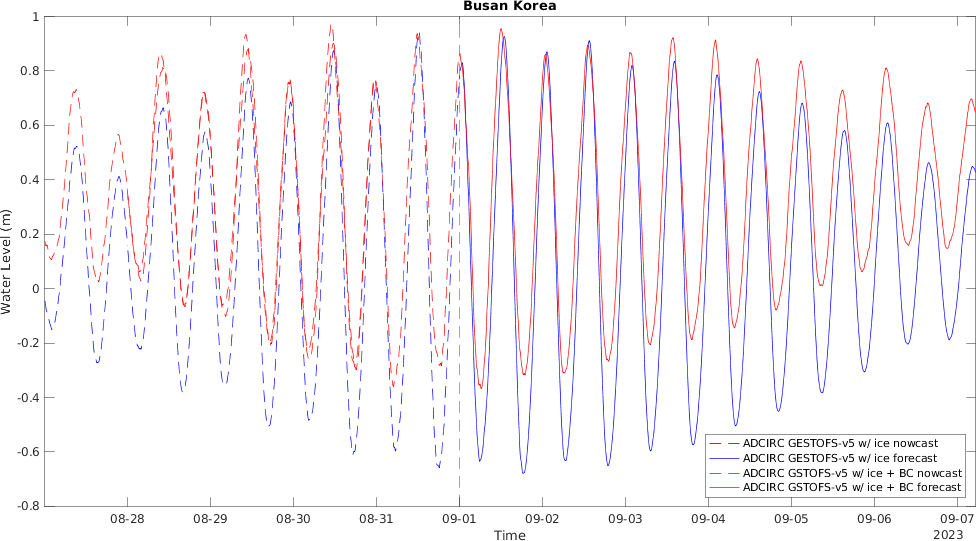 Busan Korea
Water Level (m)
1
0.8
0.6
0.4
0.2
0
-0.2
-0.4
-0.6
-0.8
08-28 08-29 08-30 08-31 09-01 09-02 09-03 09-04 09-05 09-06 09-07
Time
2023
ADCIRC GESTOFS-v5 w/ ice nowcast
ADCIRC GESTOFS-v5 w/ ice forecast
ADCIRC GSTOFS-v5 w/ ice + BC nowcast
ADCIRC GSTOFS-v5 w/ ice + BC forecast